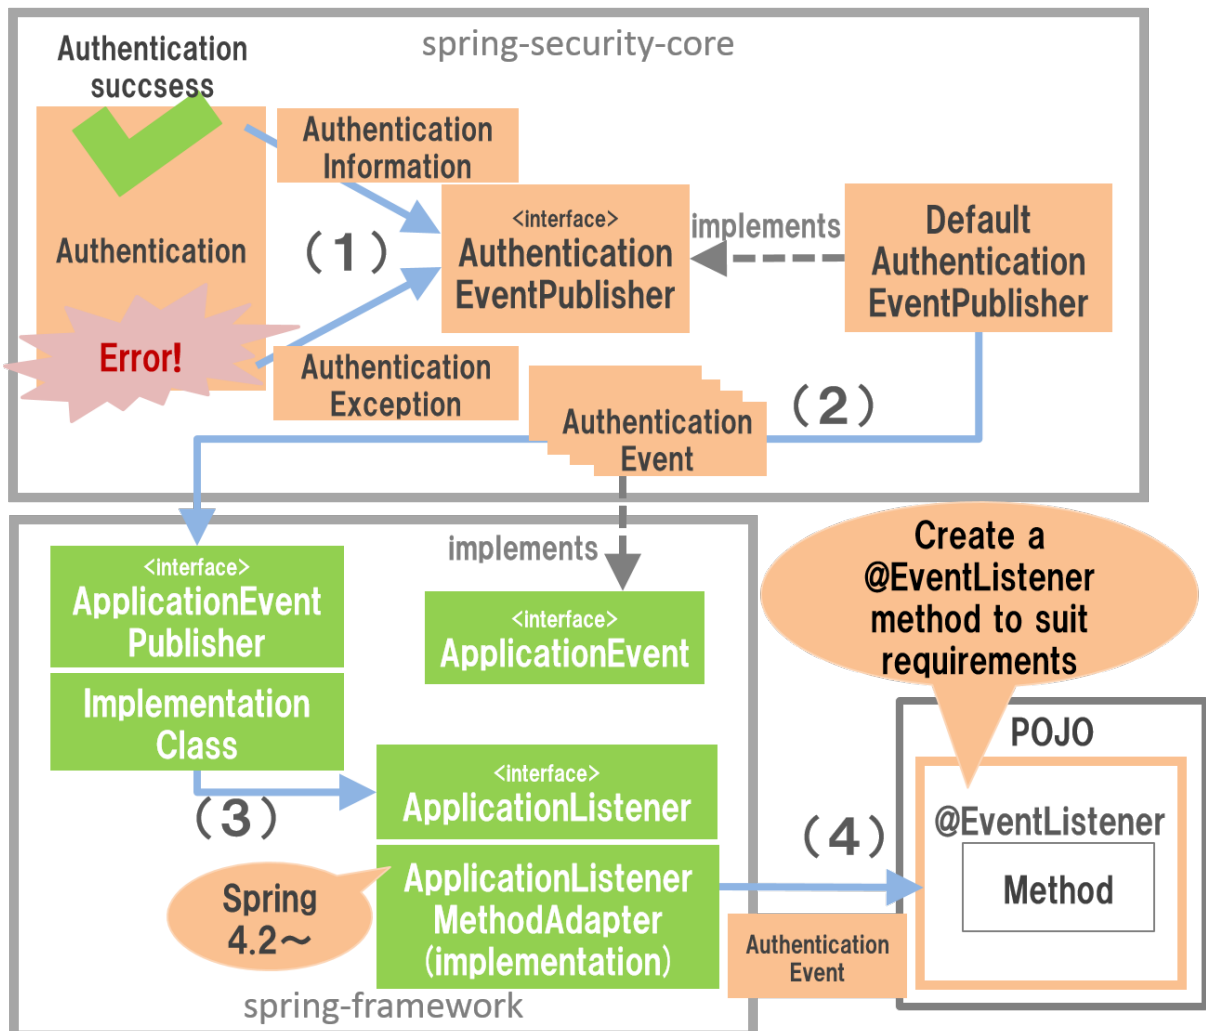 spring-security-core
Authentication
succsess
Authentication
Information
Authentication
Error!
(1)
Authentication
Exception
<interface>
Authentication
EventPublisher
implements
Default
Authentication
EventPublisher
(2)
Authentication
Event
implements
<interface>
ApplicationEvent
Publisher
Implementation
Class
<interface>
ApplicationEvent
(3)
<interface>
ApplicationListener
Spring
4.2～
ApplicationListener
MethodAdapter
(implementation)
spring-framework
(4)
Authentication
Event
Create a
@EventListener
method to suit
requirements
POJO
@EventListener
Method